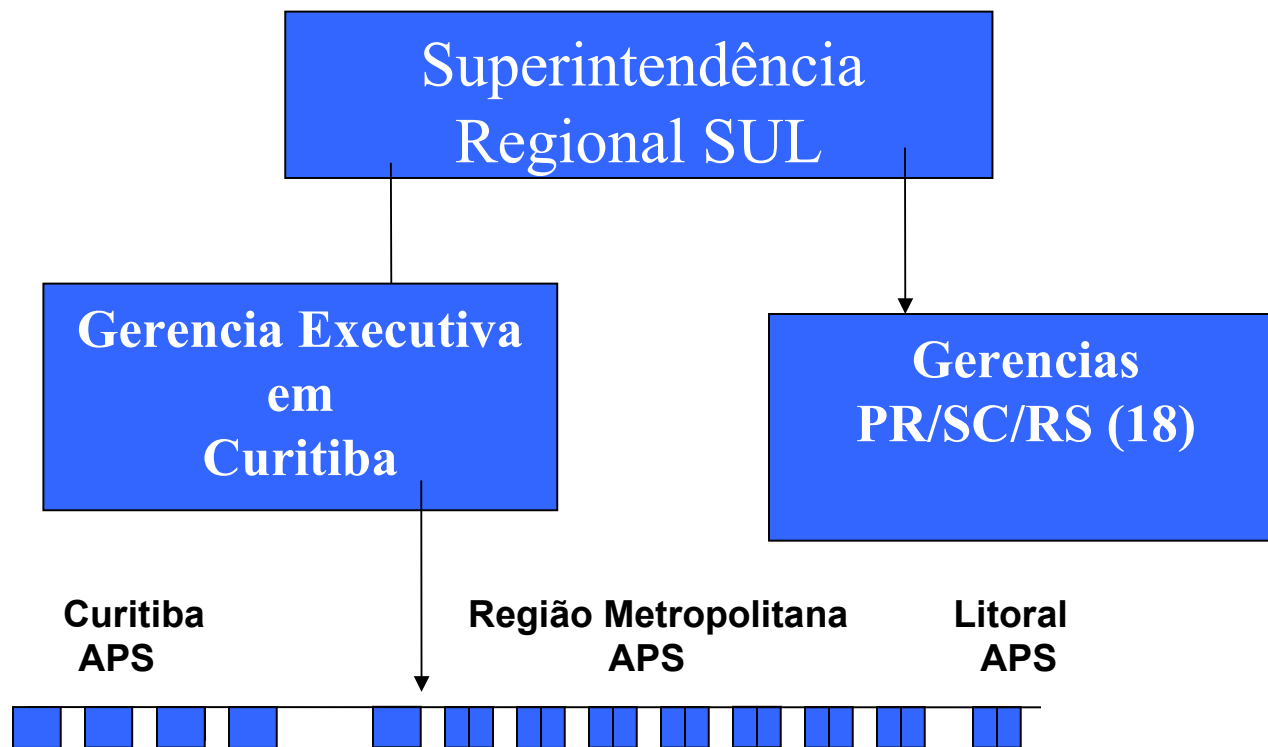 Superintendência
Regional SUL
Gerencia Executiva
em
Curitiba
Gerencias
PR/SC/RS (18)
Curitiba
APS
Região Metropolitana
APS
Litoral
APS